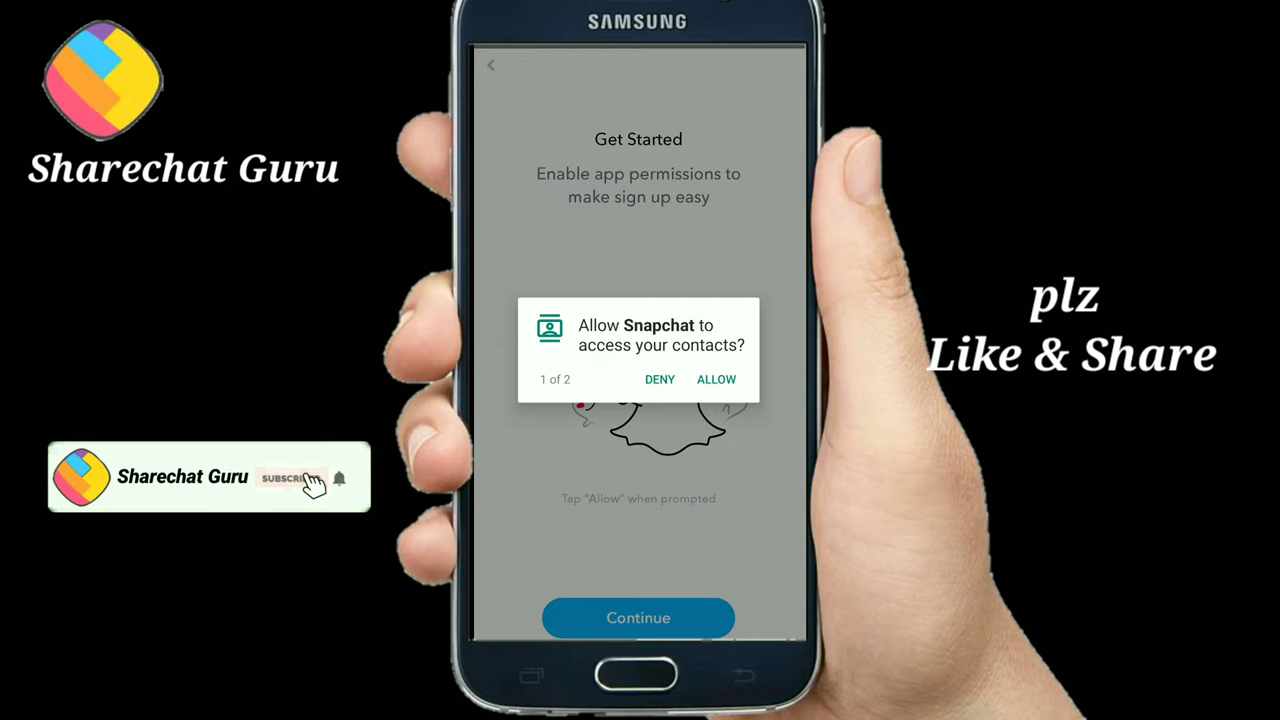 SAMSUNG
Sharechat Guru
Get Started
Enable app permissions to
make sign up easy
Allow Snapchat to
access your contacts?
1 of 2 DENY ALLOW
plz
Like & Share
Sharechat Guru
Tap “Allow” when prompted
Continue